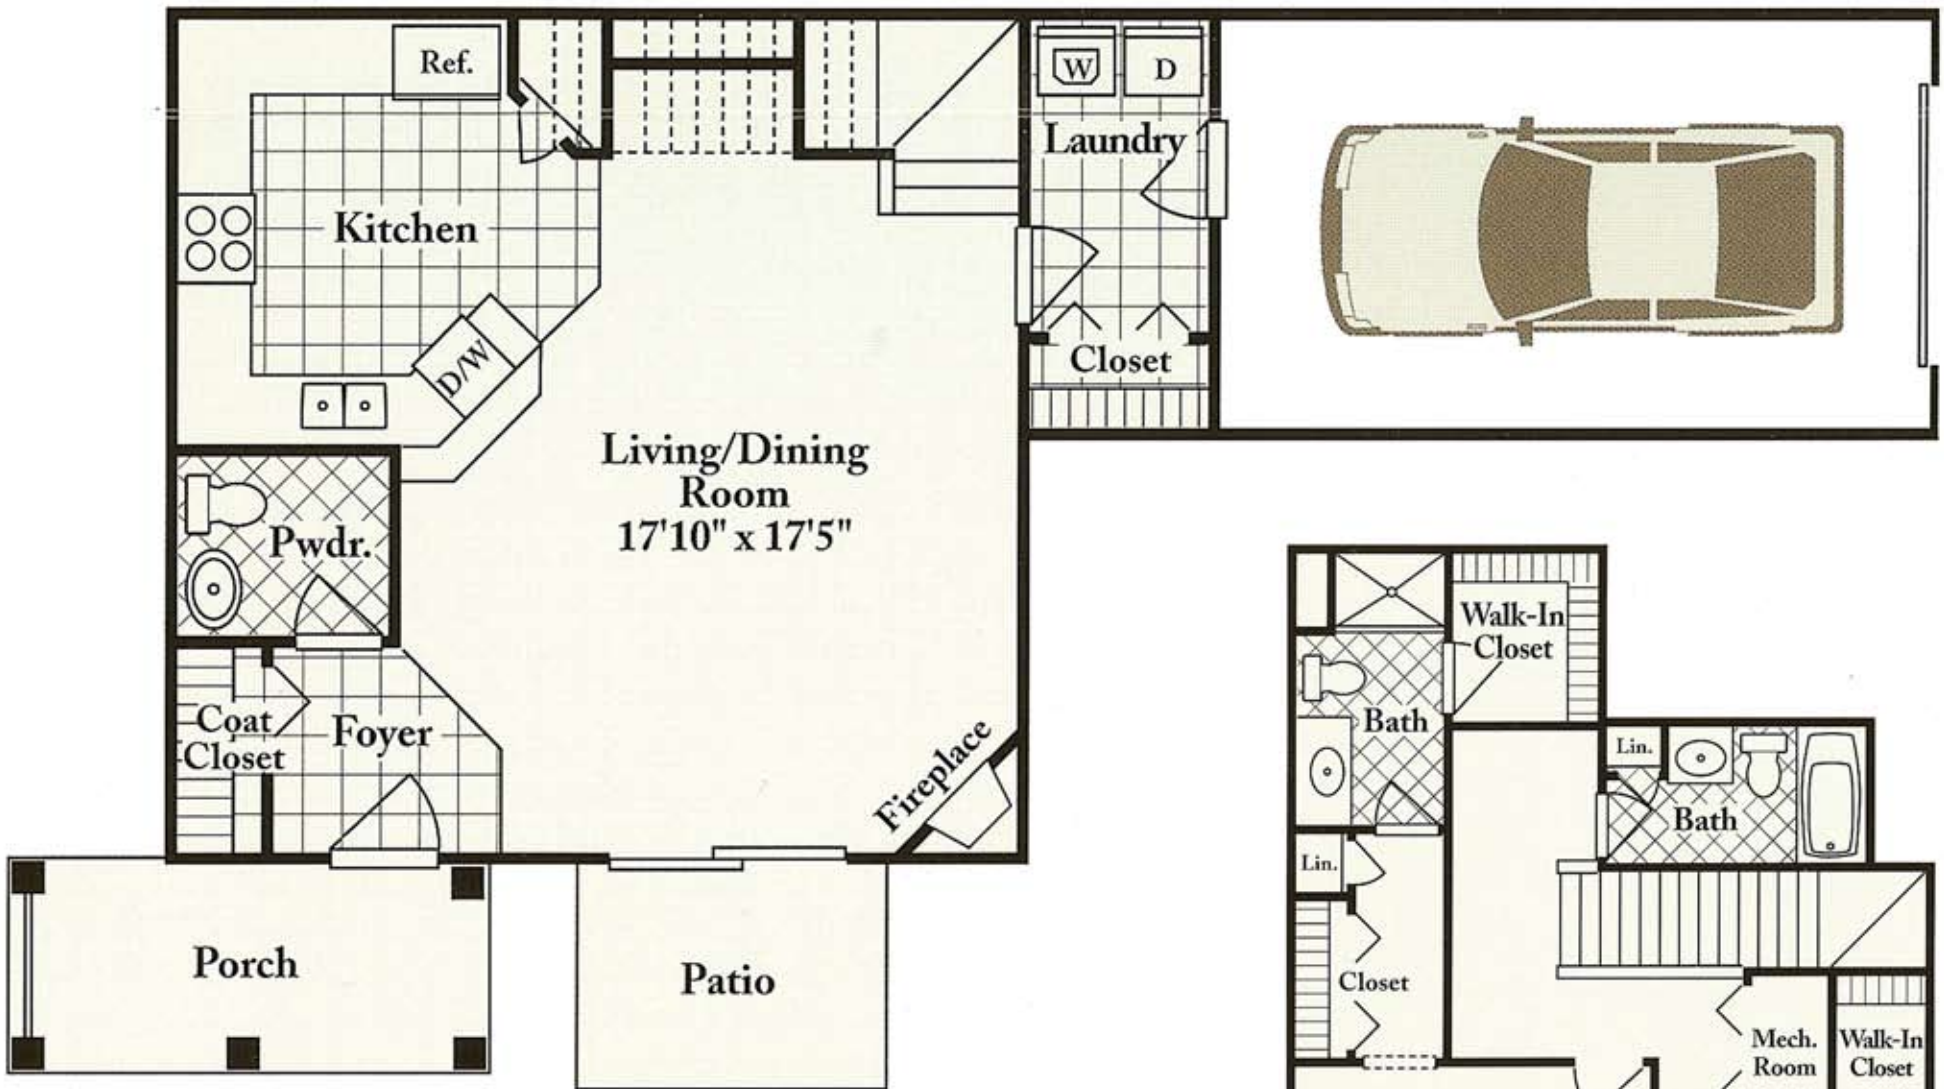 Ref.
W
D
Laundry
Kitchen
D/W
Closet
Living/Dining
Room
17'10" x 17'5"
Pwdr.
Coat
Closet
Foyer
Fireplace
Porch
Patio
Walk-In
Closet
Bath
Lin.
Bath
Lin.
Closet
Mech.
Room
Walk-In
Closet